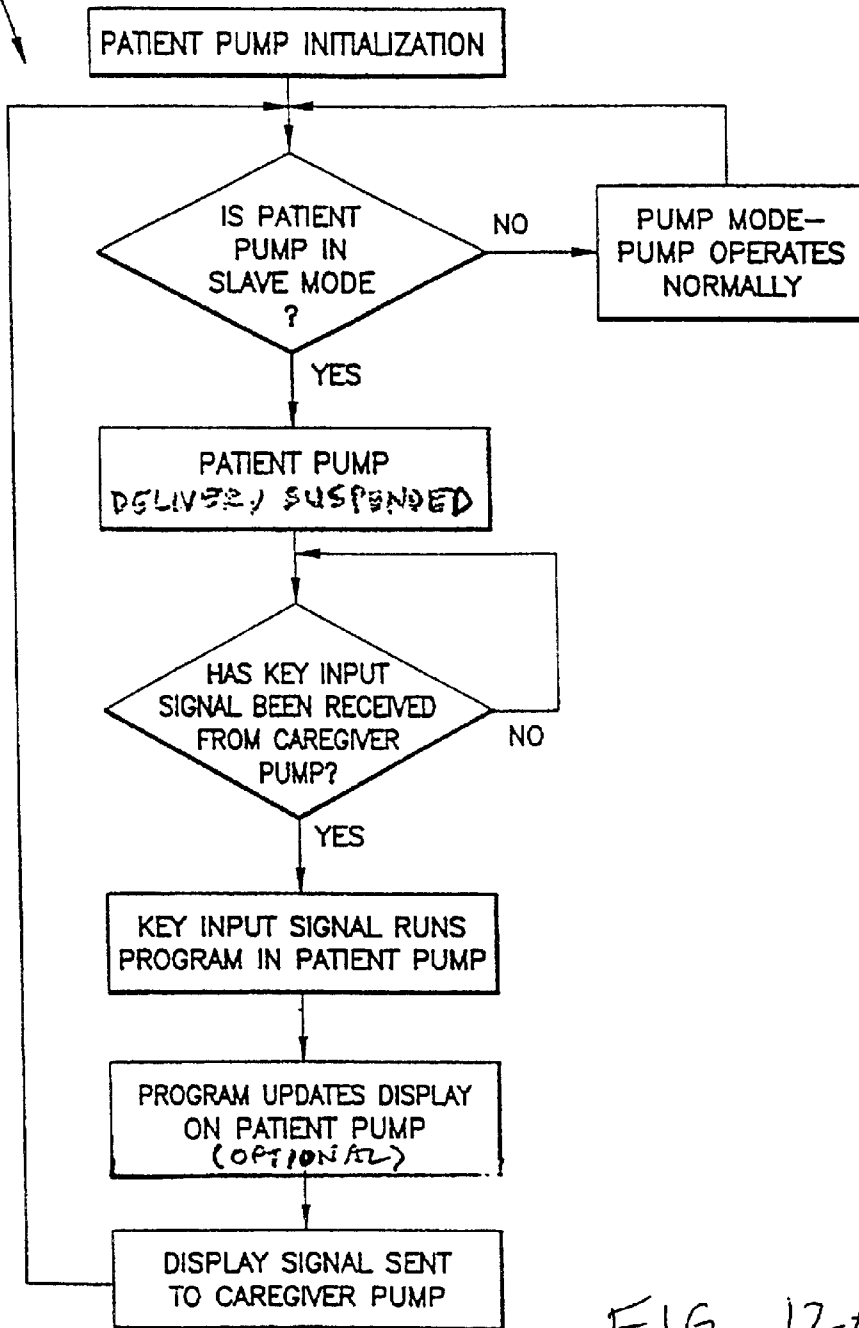 PATIENT PUMP INITIALIZATION
IS PATIENT
PUMP IN
SLAVE MODE
?
NO
PUMP MODE-
PUMP OPERATES
NORMALLY
YES
PATIENT PUMP
DELIVERY SUSPENDED
HAS KEY INPUT
SIGNAL BEEN RECEIVED
FROM CAREGIVER
PUMP?
NO
YES
KEY INPUT SIGNAL RUNS
PROGRAM IN PATIENT PUMP
PROGRAM UPDATES DISPLAY
ON PATIENT PUMP
(OPTIONAL)
DISPLAY SIGNAL SENT
TO CAREGIVER PUMP
FIG. 17